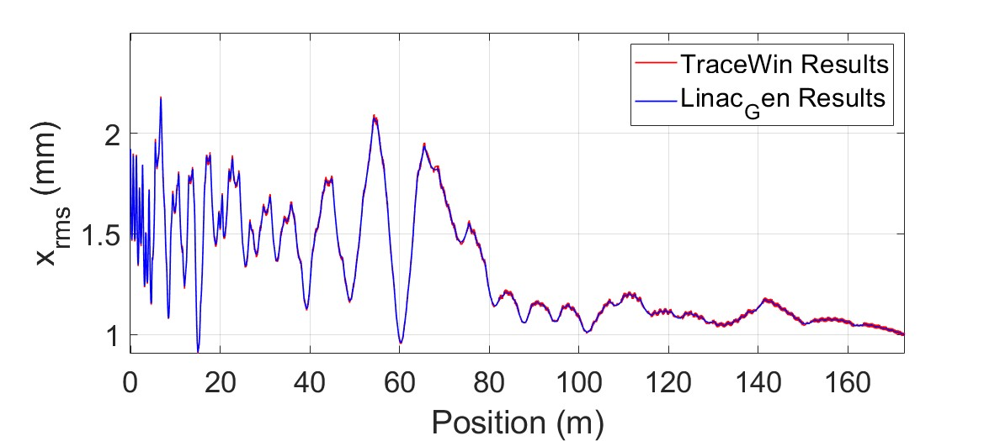 TraceWin Results
LinacGen Results
2
1.5
1
xrms (mm)
0 20 40 60 80 100 120 140 160
Position (m)